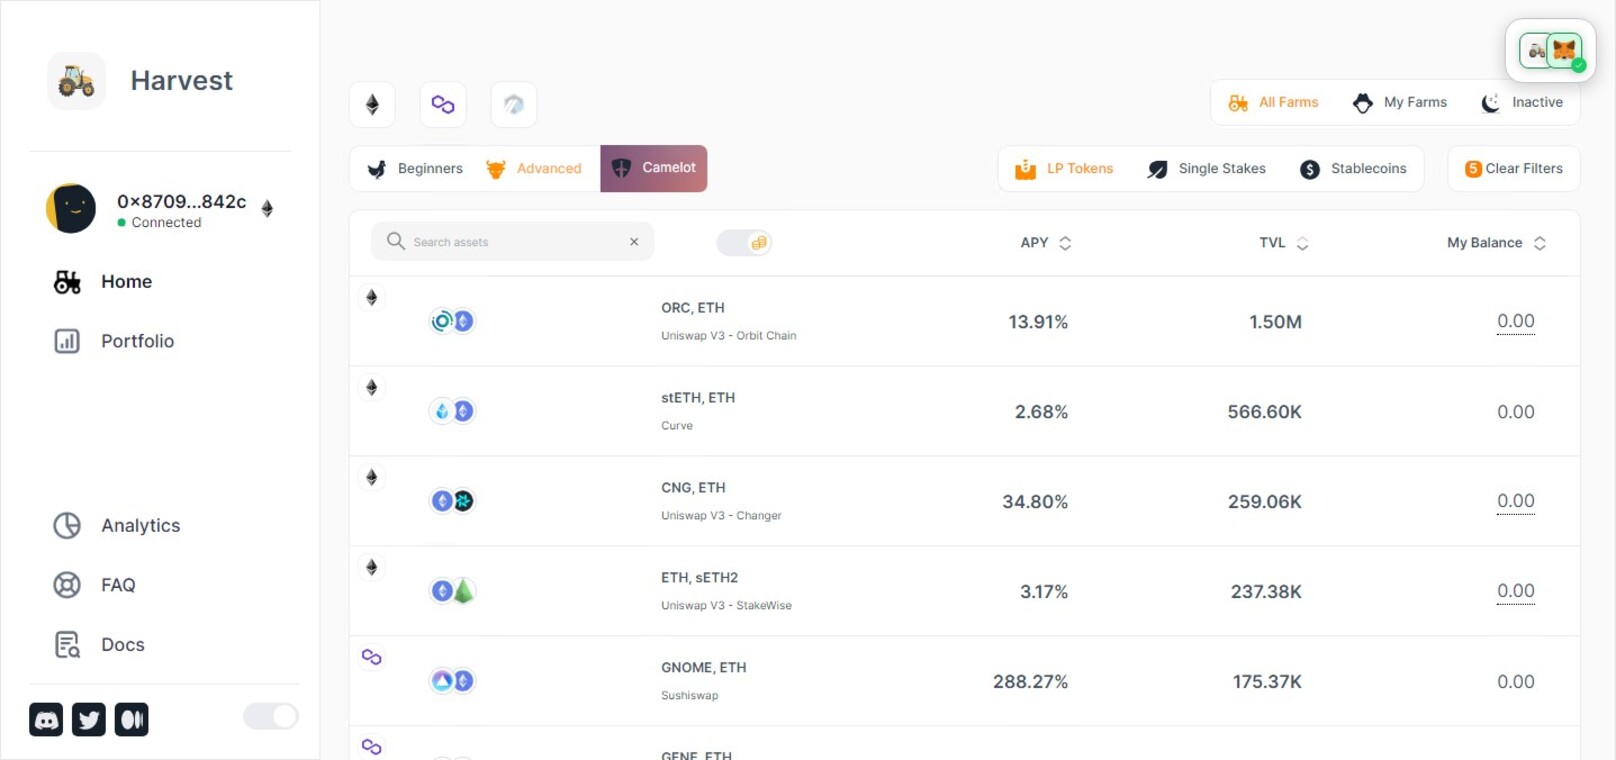 Harvest
0×8709...842c
Connected
Home
Portfolio
Analytics
FAQ
Docs
All Farms
My Farms
Inactive
Beginners
Advanced
Camelot
LP Tokens
Single Stakes
Stablecoins
5 Clear Filters
Search assets
APY
TVL
My Balance
ORC, ETH
Uniswap V3 - Orbit Chain
13.91%
1.50M
0.00
stETH, ETH
Curve
2.68%
566.60K
0.00
CNG, ETH
Uniswap V3 - Changer
34.80%
259.06K
0.00
ETH, sETH2
Uniswap V3 - StakeWise
3.17%
237.38K
0.00
GNOME, ETH
Sushiswap
288.27%
175.37K
0.00
GENE, ETH